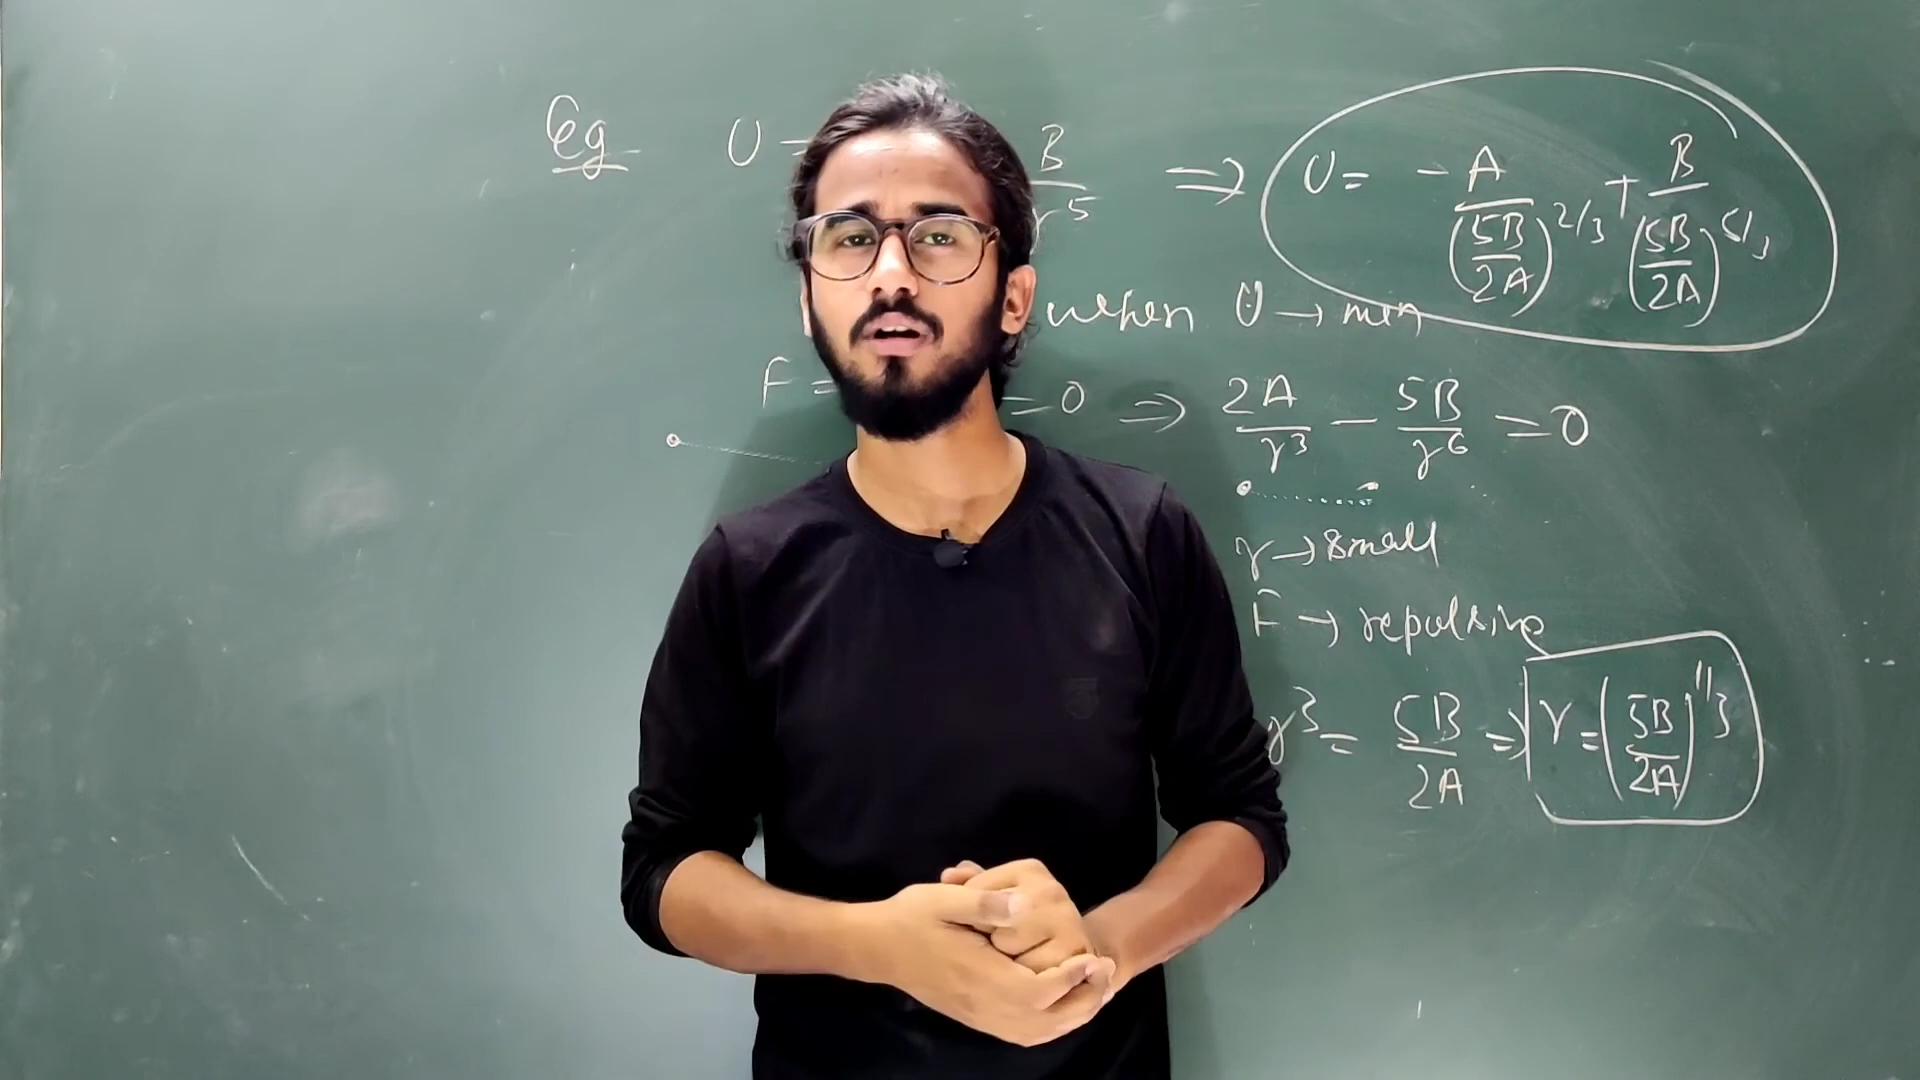 Eg U = B/r⁵ ⇒ U = -A/(5B/2A)^2/3 + B/(5B/2A)^5/3
when U → min
F = = 0 ⇒ 2A/r³ - 5B/r⁶ = 0
r → small
F → repulsive
r³ = 5B/2A ⇒ r = (5B/2A)^1/3